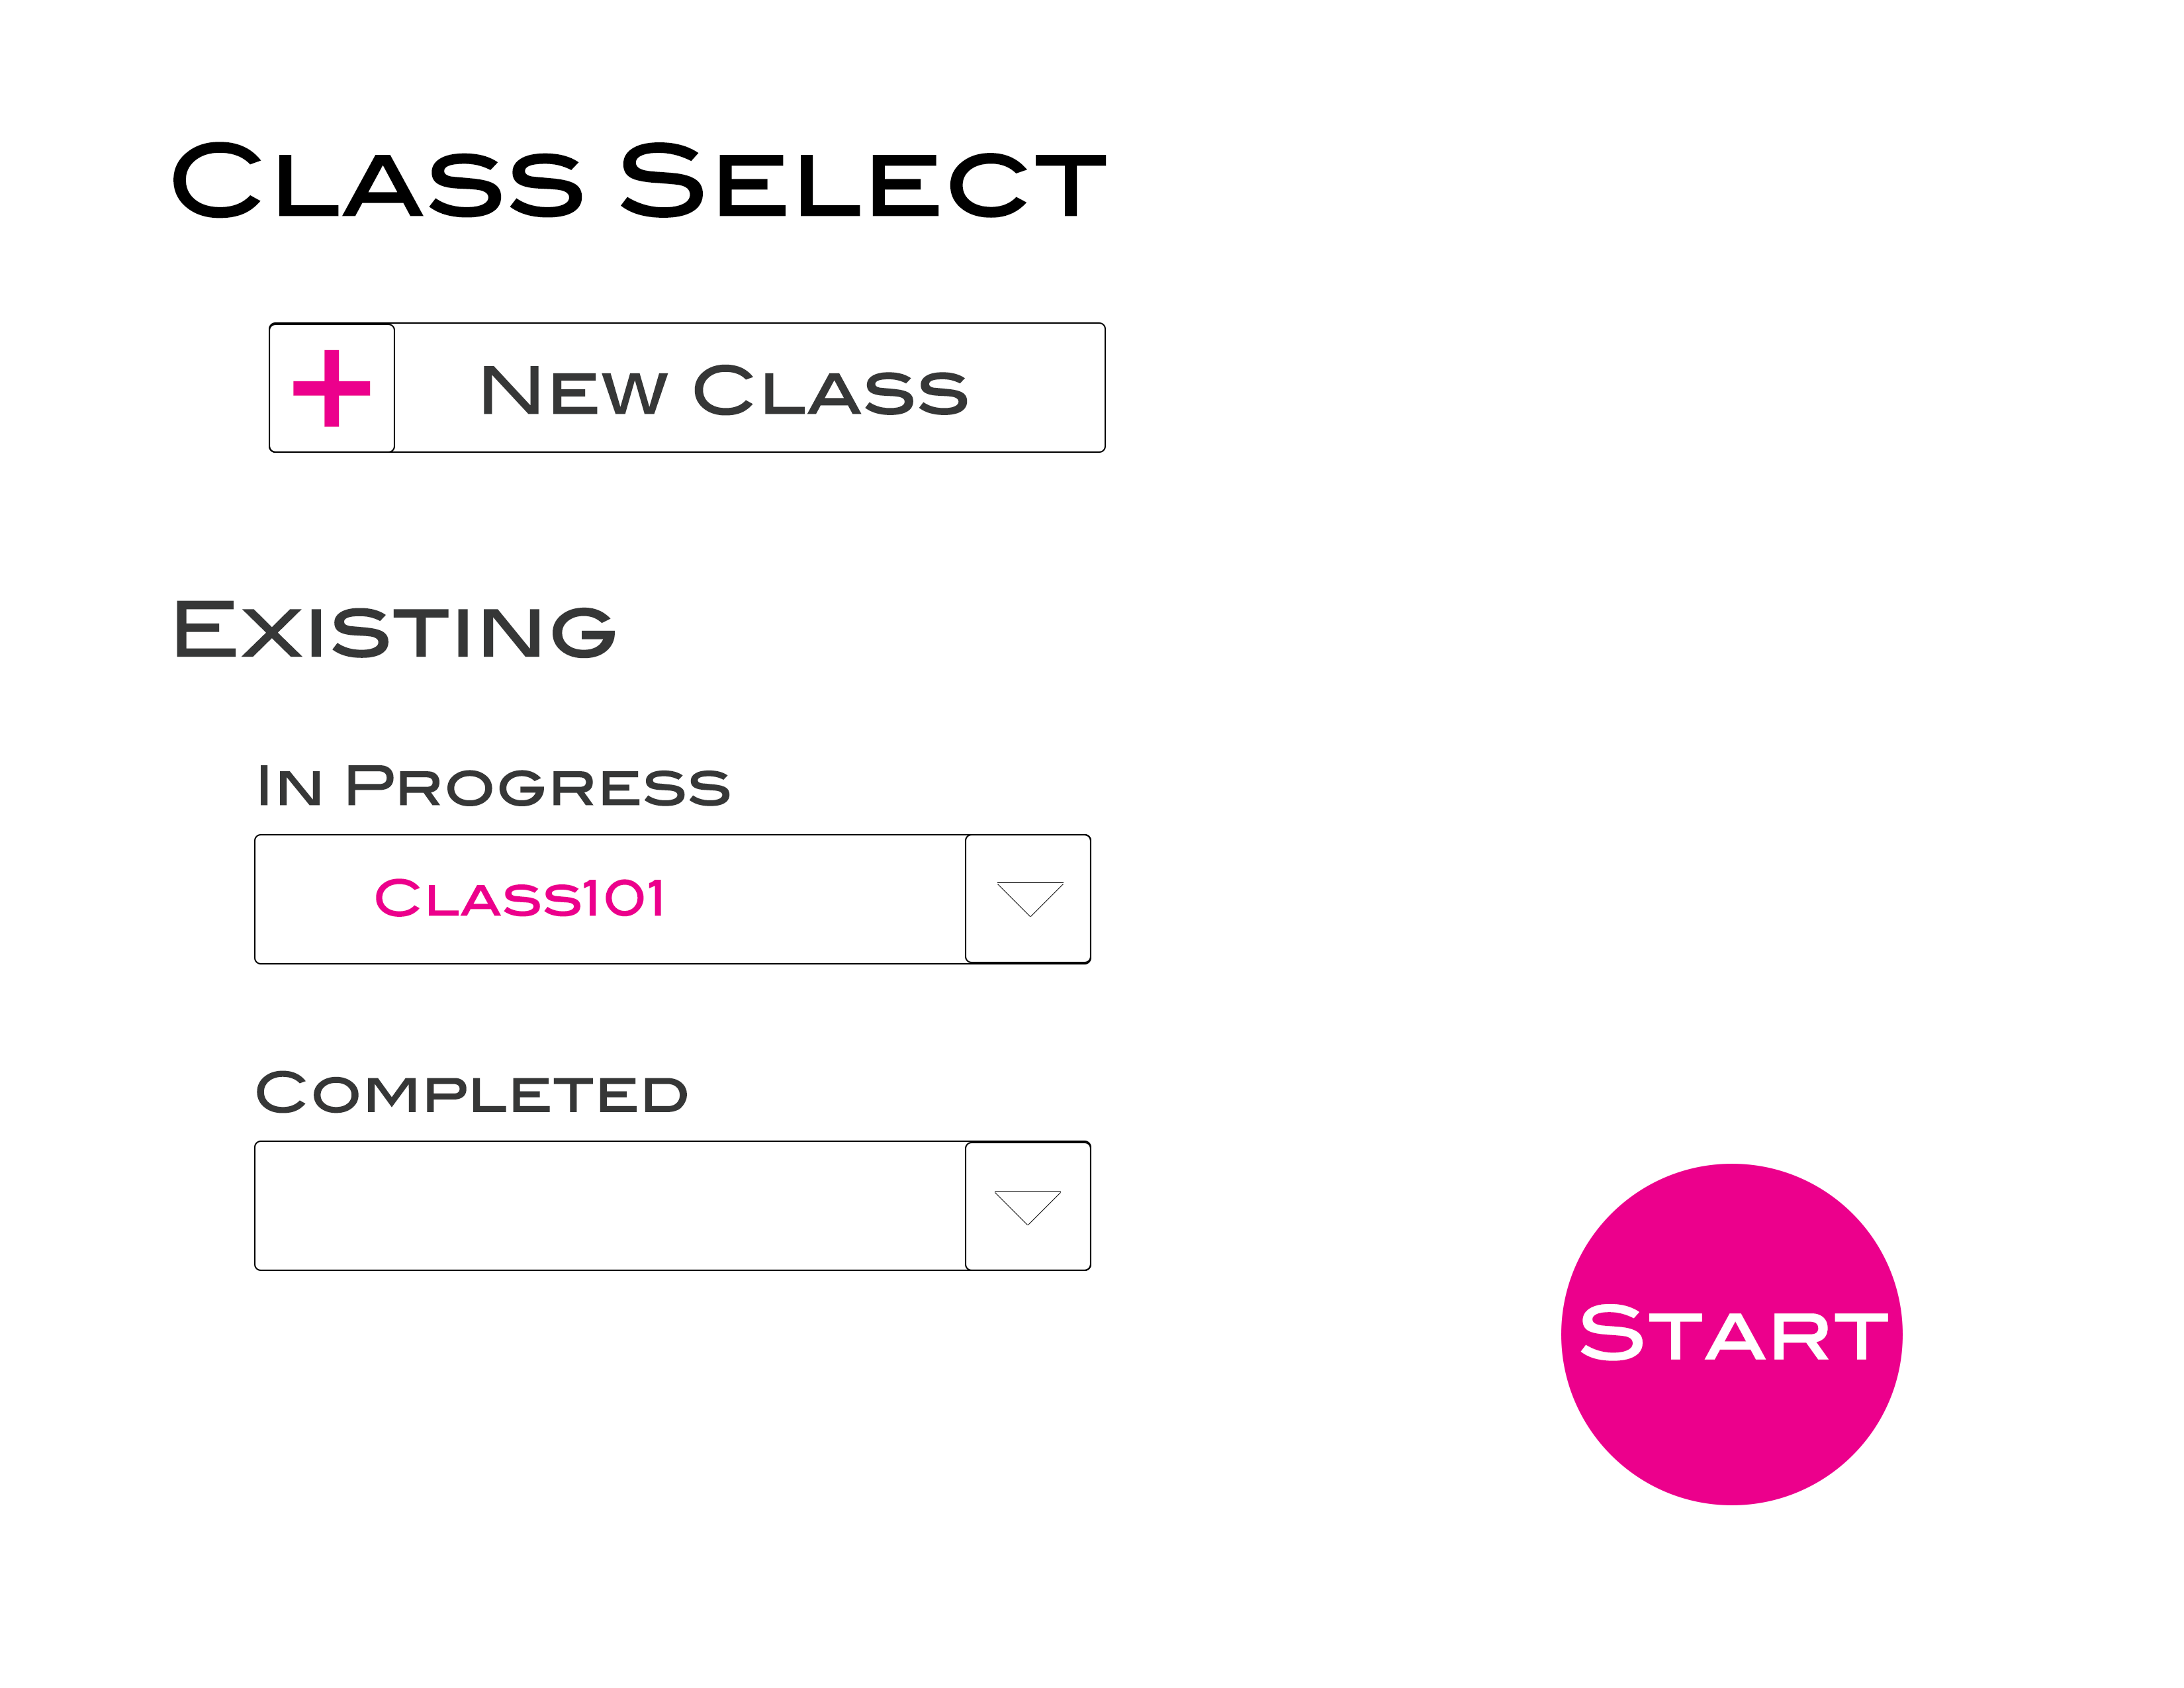 Class Select
New Class
Existing
In Progress
Class101
Completed
Start